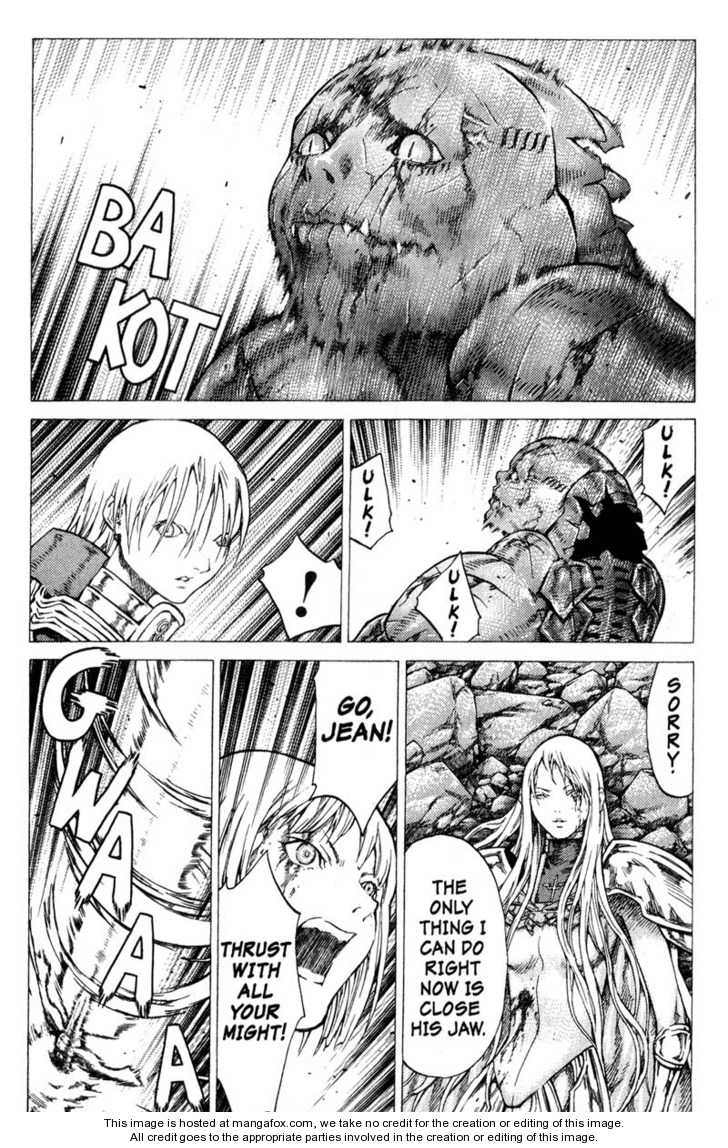 BA
KOT
!
ULK!
ULK!
ULK!
GWAAAA
GO,
JEAN!
THRUST
WITH
ALL
YOUR
MIGHT!
SORRY.
THE
ONLY
THING I
CAN DO
RIGHT
NOW IS
CLOSE
HIS JAW.
This image is hosted at mangafox.com, we take no credit for the creation or editing of this image.
All credit goes to the appropriate parties involved in the creation or editing of this image.